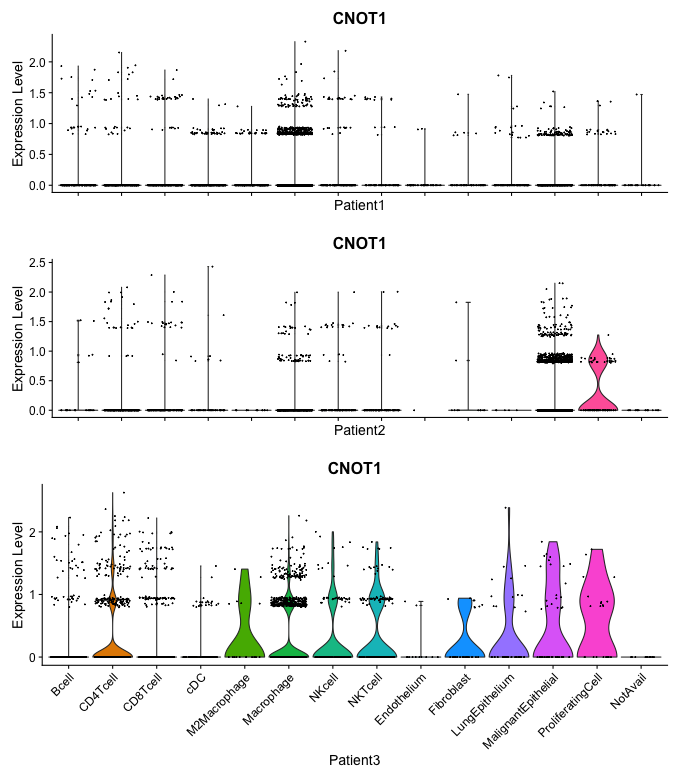 CNOT1
Expression Level
2.0
1.5
1.0
0.5
0.0
Patient1
CNOT1
Expression Level
2.5
2.0
1.5
1.0
0.5
0.0
Patient2
CNOT1
Expression Level
2
1
0
Bcell
CD4Tcell
CD8Tcell
cDC
M2Macrophage
Macrophage
NKcell
NKTcell
Endothelium
Fibroblast
LungEpithelium
MalignantEpithelial
ProliferatingCell
NotAvail
Patient3